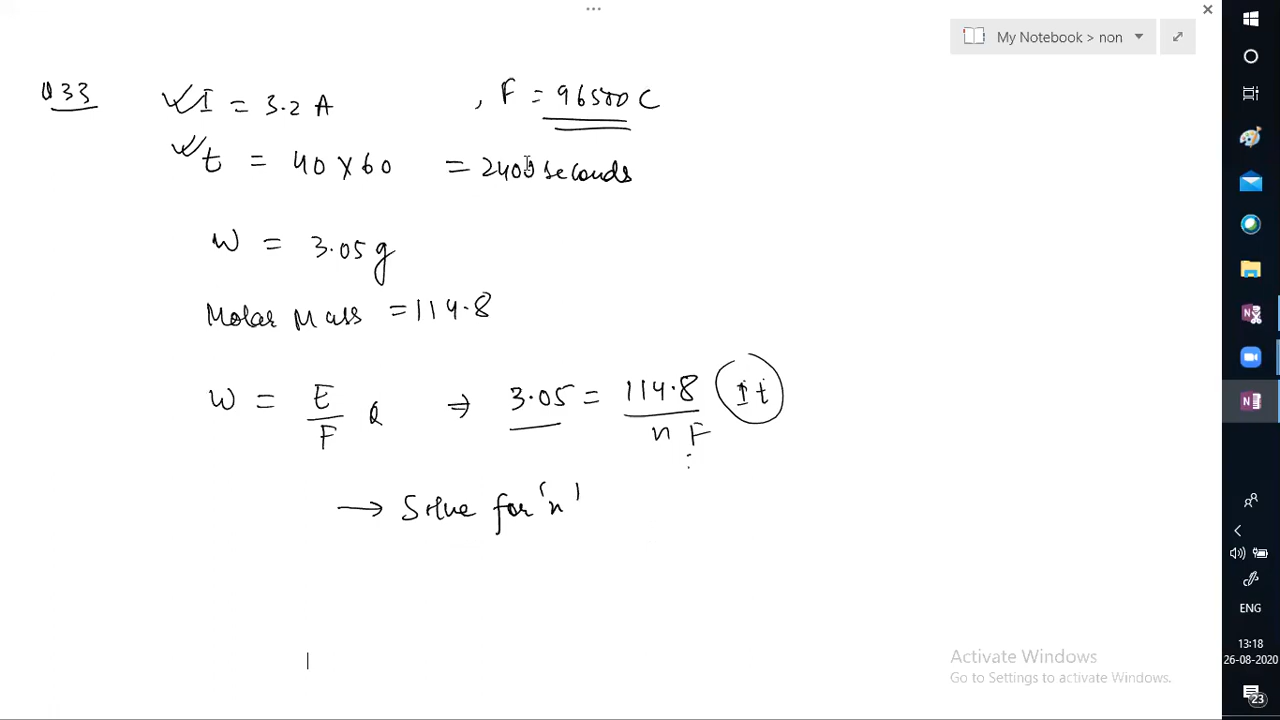 ...
My Notebook > non
Q33 I = 3.2 A , F = 96500 C
t = 40 x 60 = 2400 seconds
W = 3.05 g
Molar Mass = 114.8
W = E/F Q ⇒ 3.05 = 114.8/n F It
→ Solve for 'n'
ENG
13:18
26-08-2020
23
Activate Windows
Go to Settings to activate Windows.